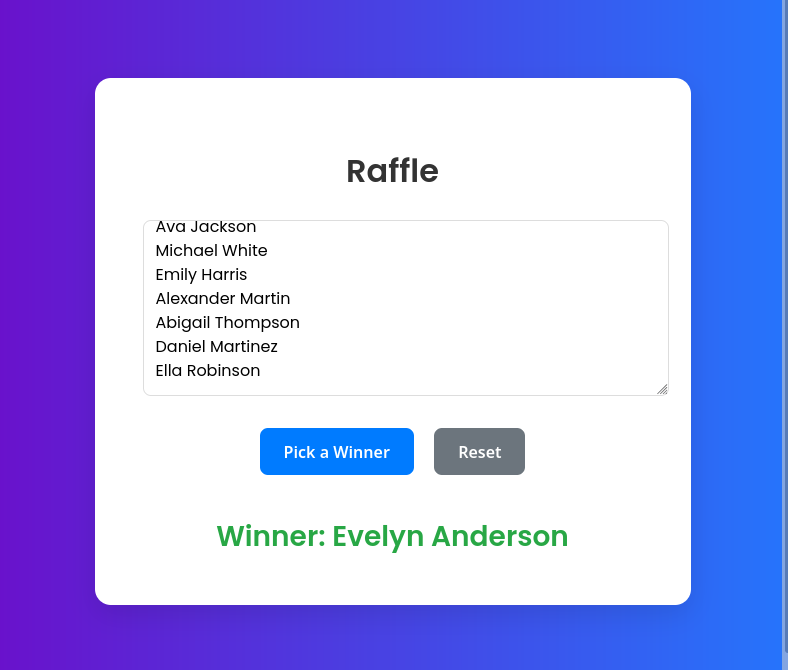 Raffle
Ava Jackson
Michael White
Emily Harris
Alexander Martin
Abigail Thompson
Daniel Martinez
Ella Robinson
Pick a Winner
Reset
Winner: Evelyn Anderson